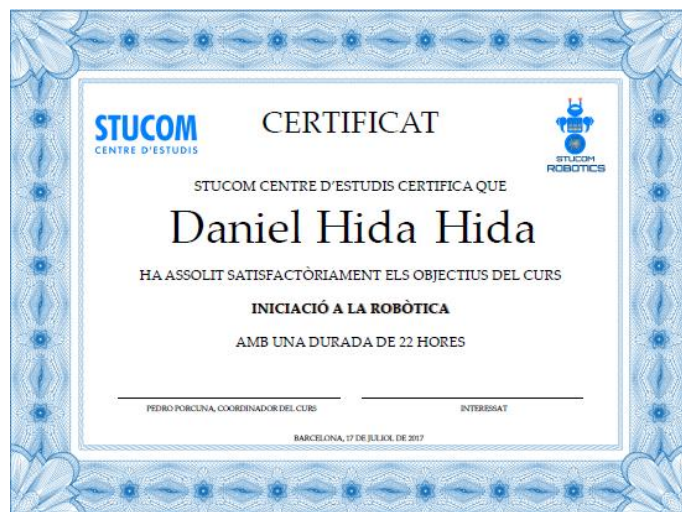 STUCOM
CENTRE D'ESTUDIS
CERTIFICAT
STUCOM
ROBOTICS
STUCOM CENTRE D'ESTUDIS CERTIFICA QUE
Daniel Hida Hida
HA ASSOLIT SATISFACTÒRIAMENT ELS OBJECTIUS DEL CURS
INICIACIÓ A LA ROBÒTICA
AMB UNA DURADA DE 22 HORES
PEDRO PORCUNA, COORDINADOR DEL CURS
INTERESSAT
BARCELONA, 17 DE JULIOL DE 2017